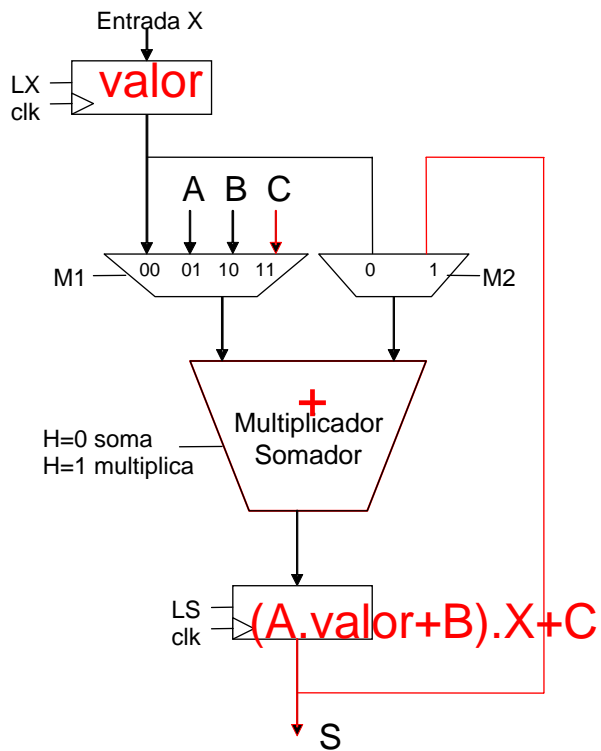 Entrada X
LX
clk
valor
A B C
M1
00 01 10 11
0 1
M2
+
Multiplicador
Somador
H=0 soma
H=1 multiplica
LS
clk
(A.valor+B).X+C
S